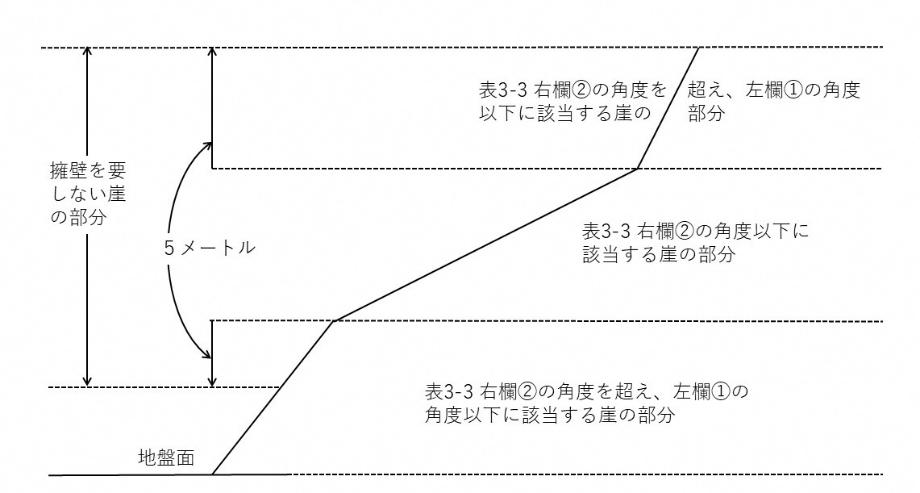 表3-3 右欄②の角度を 超え、左欄①の角度
以下に該当する崖の 部分
擁壁を要
しない崖
の部分
表3-3 右欄②の角度以下に
該当する崖の部分
5メートル
表3-3 右欄②の角度を超え、左欄①の
角度以下に該当する崖の部分
地盤面